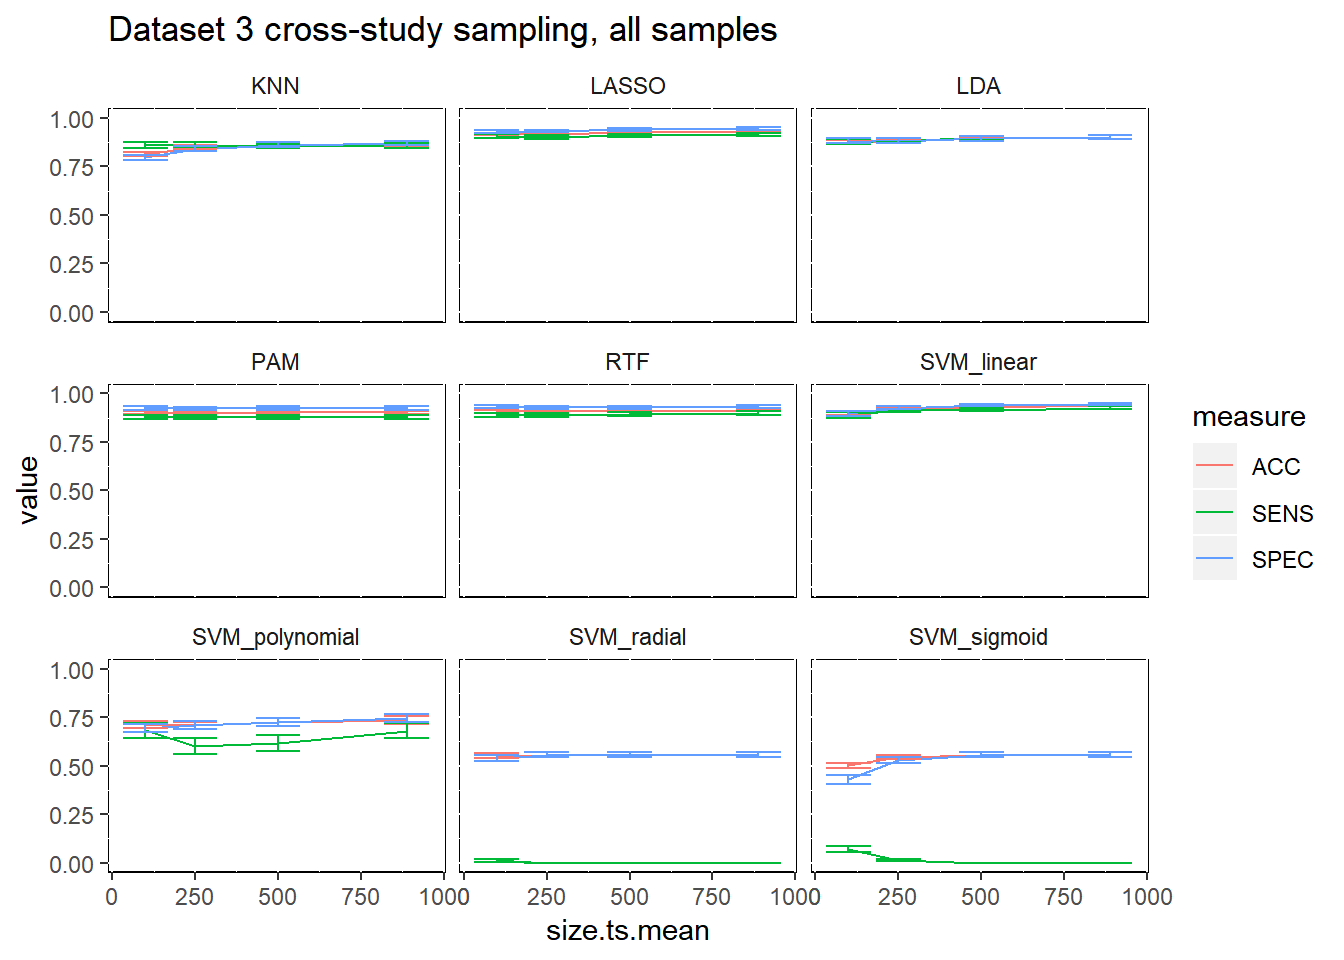 Dataset 3 cross-study sampling, all samples
KNN LASSO LDA
1.00
0.75
0.50
0.25
0.00
PAM RTF SVM_linear
1.00
0.75
0.50
0.25
0.00
SVM_polynomial SVM_radial SVM_sigmoid
1.00
0.75
0.50
0.25
0.00
0 250 500 750 1000 0 250 500 750 1000 0 250 500 750 1000
size.ts.mean
value
measure
ACC
SENS
SPEC